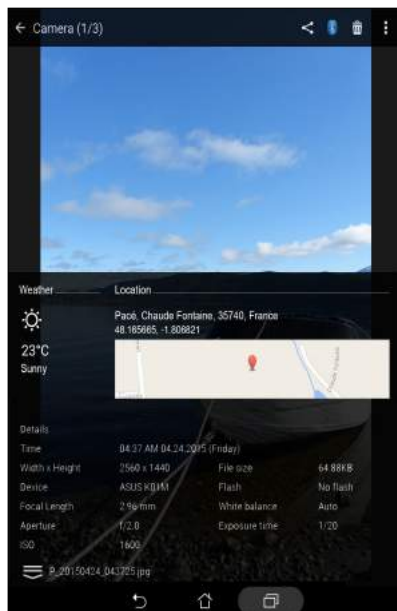 Camera (1/3)
Weather Location
Pacé, Chaude Fontaine, 35740, France
48.165665, -1.806821
23°C
Sunny
Details
Time 04:37 AM 04.24.2015 (Friday)
Width x Height 2560 x 1440 File size 64.88KB
Device ASUS K01M Flash No flash
Focal Length 2.96 mm White balance Auto
Aperture f/2.0 Exposure time 1/20
ISO 1600
P_20150424_043725.jpg